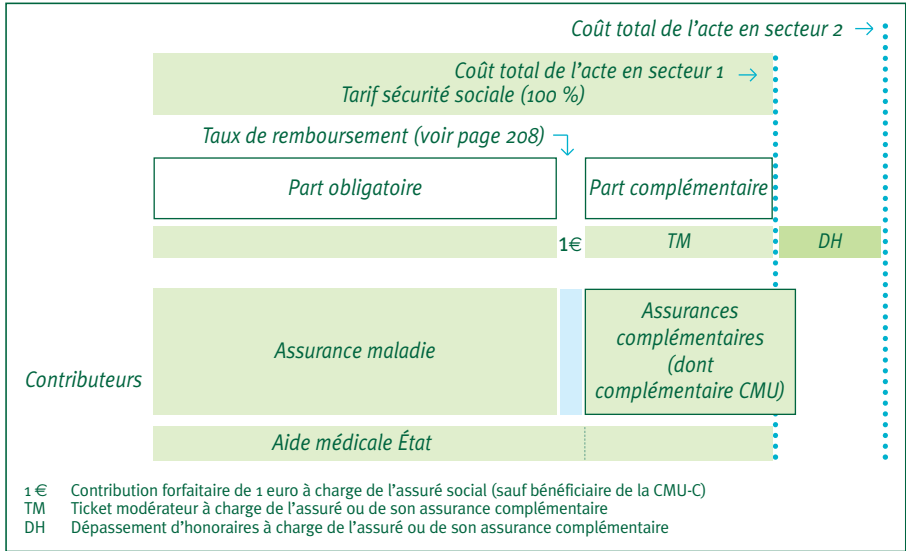 Coût total de l'acte en secteur 2 →
Coût total de l'acte en secteur 1 →
Tarif sécurité sociale (100 %)
Taux de remboursement (voir page 208)
Part obligatoire
Part complémentaire
1€
TM
DH
Contributeurs
Assurance maladie
Assurances
complémentaires
(dont
complémentaire CMU)
Aide médicale État
1 € Contribution forfaitaire de 1 euro à charge de l'assuré social (sauf bénéficiaire de la CMU-C)
TM Ticket modérateur à charge de l'assuré ou de son assurance complémentaire
DH Dépassement d'honoraires à charge de l'assuré ou de son assurance complémentaire